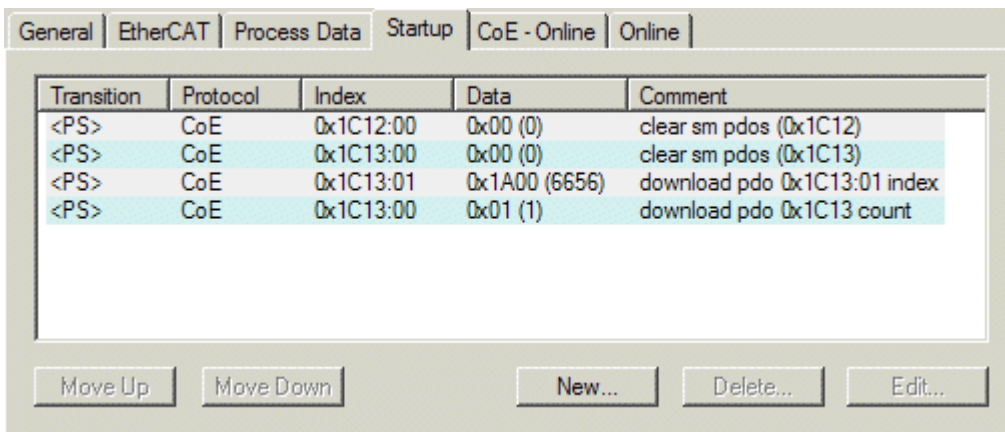 General EtherCAT Process Data Startup CoE - Online Online
Transition Protocol Index Data Comment
<PS> CoE 0x1C12:00 0x00 (0) clear sm pdos (0x1C12)
<PS> CoE 0x1C13:00 0x00 (0) clear sm pdos (0x1C13)
<PS> CoE 0x1C13:01 0x1A00 (6656) download pdo 0x1C13:01 index
<PS> CoE 0x1C13:00 0x01 (1) download pdo 0x1C13 count
Move Up Move Down New... Delete... Edit...